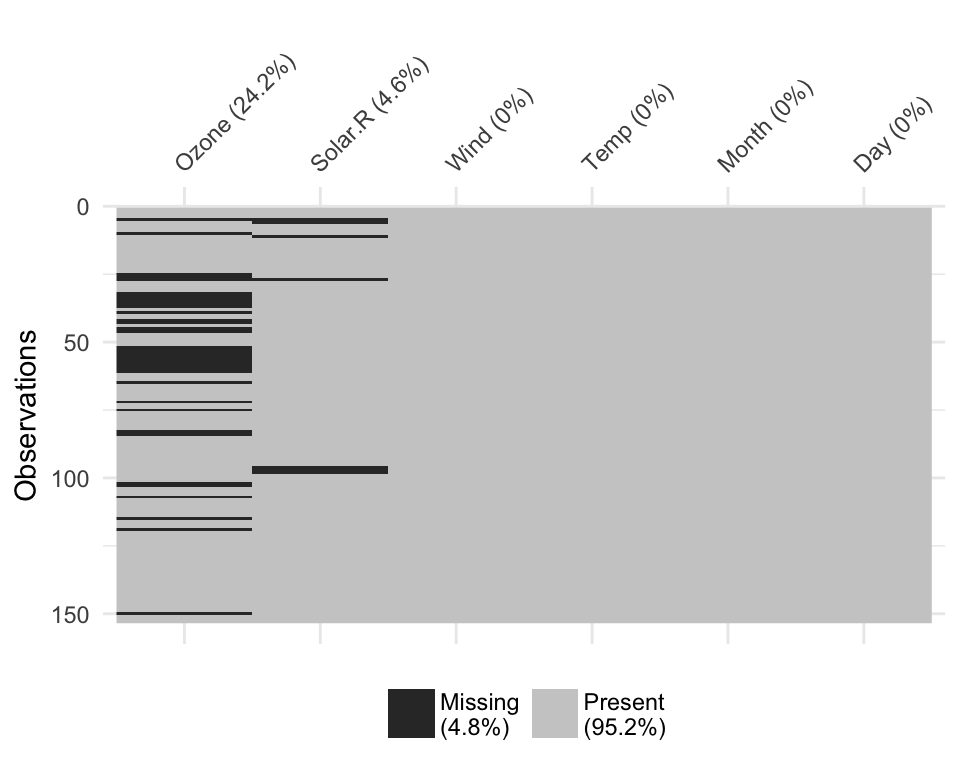 Ozone (24.2%)
Solar.R (4.6%)
Wind (0%)
Temp (0%)
Month (0%)
Day (0%)
0
50
100
150
Observations
Missing
(4.8%)
Present
(95.2%)